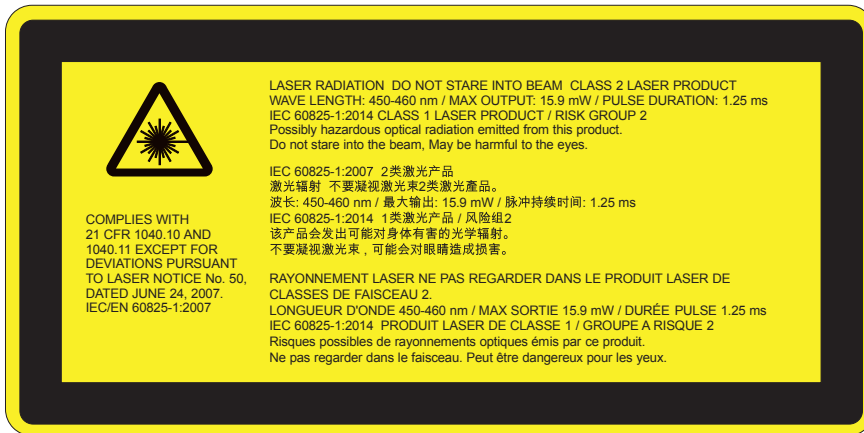 COMPLIES WITH
21 CFR 1040.10 AND
1040.11 EXCEPT FOR
DEVIATIONS PURSUANT
TO LASER NOTICE No. 50,
DATED JUNE 24, 2007.
IEC/EN 60825-1:2007
LASER RADIATION DO NOT STARE INTO BEAM CLASS 2 LASER PRODUCT
WAVE LENGTH: 450-460 nm / MAX OUTPUT: 15.9 mW / PULSE DURATION: 1.25 ms
IEC 60825-1:2014 CLASS 1 LASER PRODUCT / RISK GROUP 2
Possibly hazardous optical radiation emitted from this product.
Do not stare into the beam, May be harmful to the eyes.
IEC 60825-1:2007 2类激光产品
激光辐射 不要凝视激光束2类激光產品。
波长: 450-460 nm / 最大输出: 15.9 mW / 脉冲持续时间: 1.25 ms
IEC 60825-1:2014 1类激光产品 / 风险组2
该产品会发出可能对身体有害的光学辐射。
不要凝视激光束 , 可能会对眼睛造成损害。
RAYONNEMENT LASER NE PAS REGARDER DANS LE PRODUIT LASER DE
CLASSES DE FAISCEAU 2.
LONGUEUR D'ONDE 450-460 nm / MAX SORTIE 15.9 mW / DURÉE PULSE 1.25 ms
IEC 60825-1:2014 PRODUIT LASER DE CLASSE 1 / GROUPE A RISQUE 2
Risques possibles de rayonnements optiques émis par ce produit.
Ne pas regarder dans le faisceau. Peut être dangereux pour les yeux.